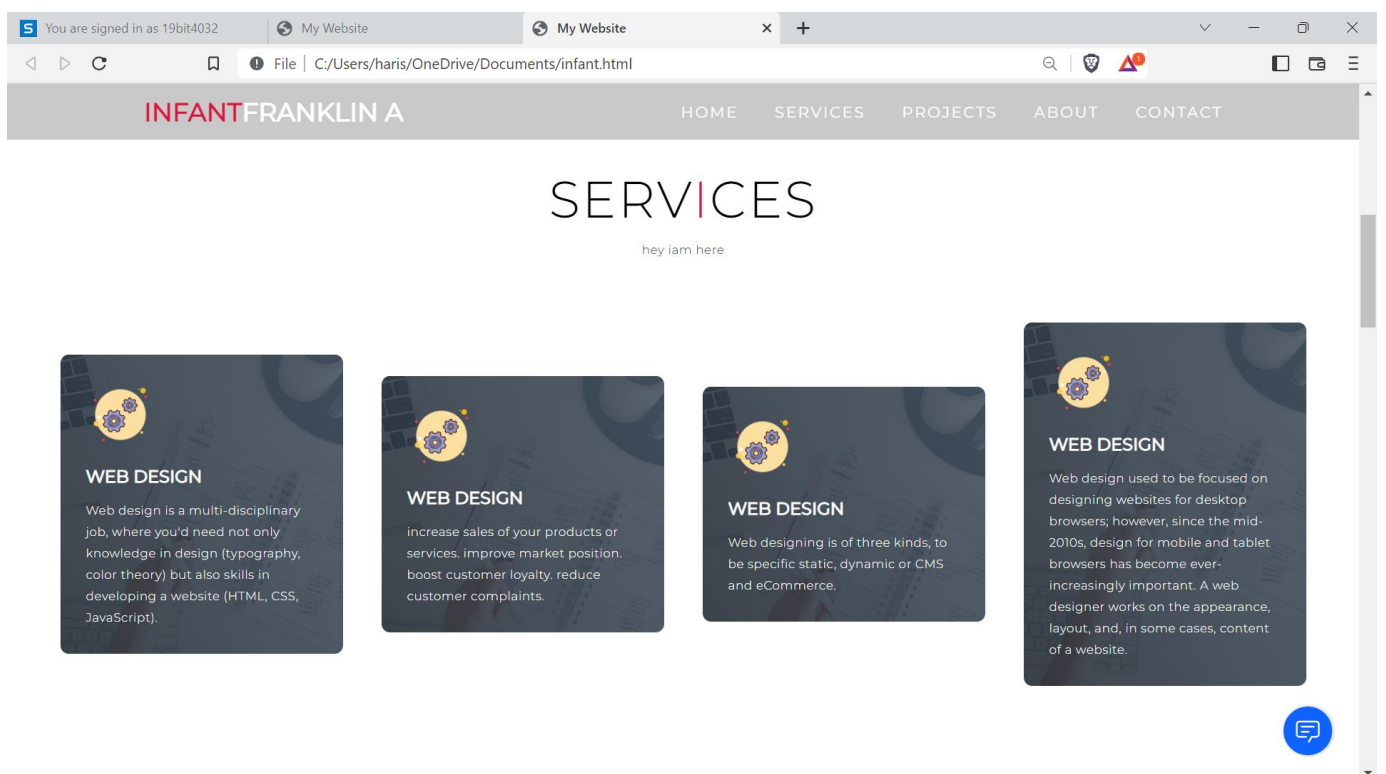 S You are signed in as 19bit4032
My Website
My Website
File | C:/Users/haris/OneDrive/Documents/infant.html
INFANTFRANKLIN A
HOME SERVICES PROJECTS ABOUT CONTACT
SERVICES
hey iam here
WEB DESIGN
Web design is a multi-disciplinary
job, where you'd need not only
knowledge in design (typography,
color theory) but also skills in
developing a website (HTML, CSS,
JavaScript).
WEB DESIGN
increase sales of your products or
services. improve market position.
boost customer loyalty. reduce
customer complaints.
WEB DESIGN
Web designing is of three kinds, to
be specific static, dynamic or CMS
and eCommerce.
WEB DESIGN
Web design used to be focused on
designing websites for desktop
browsers; however, since the mid-
2010s, design for mobile and tablet
browsers has become ever-
increasingly important. A web
designer works on the appearance,
layout, and, in some cases, content
of a website.